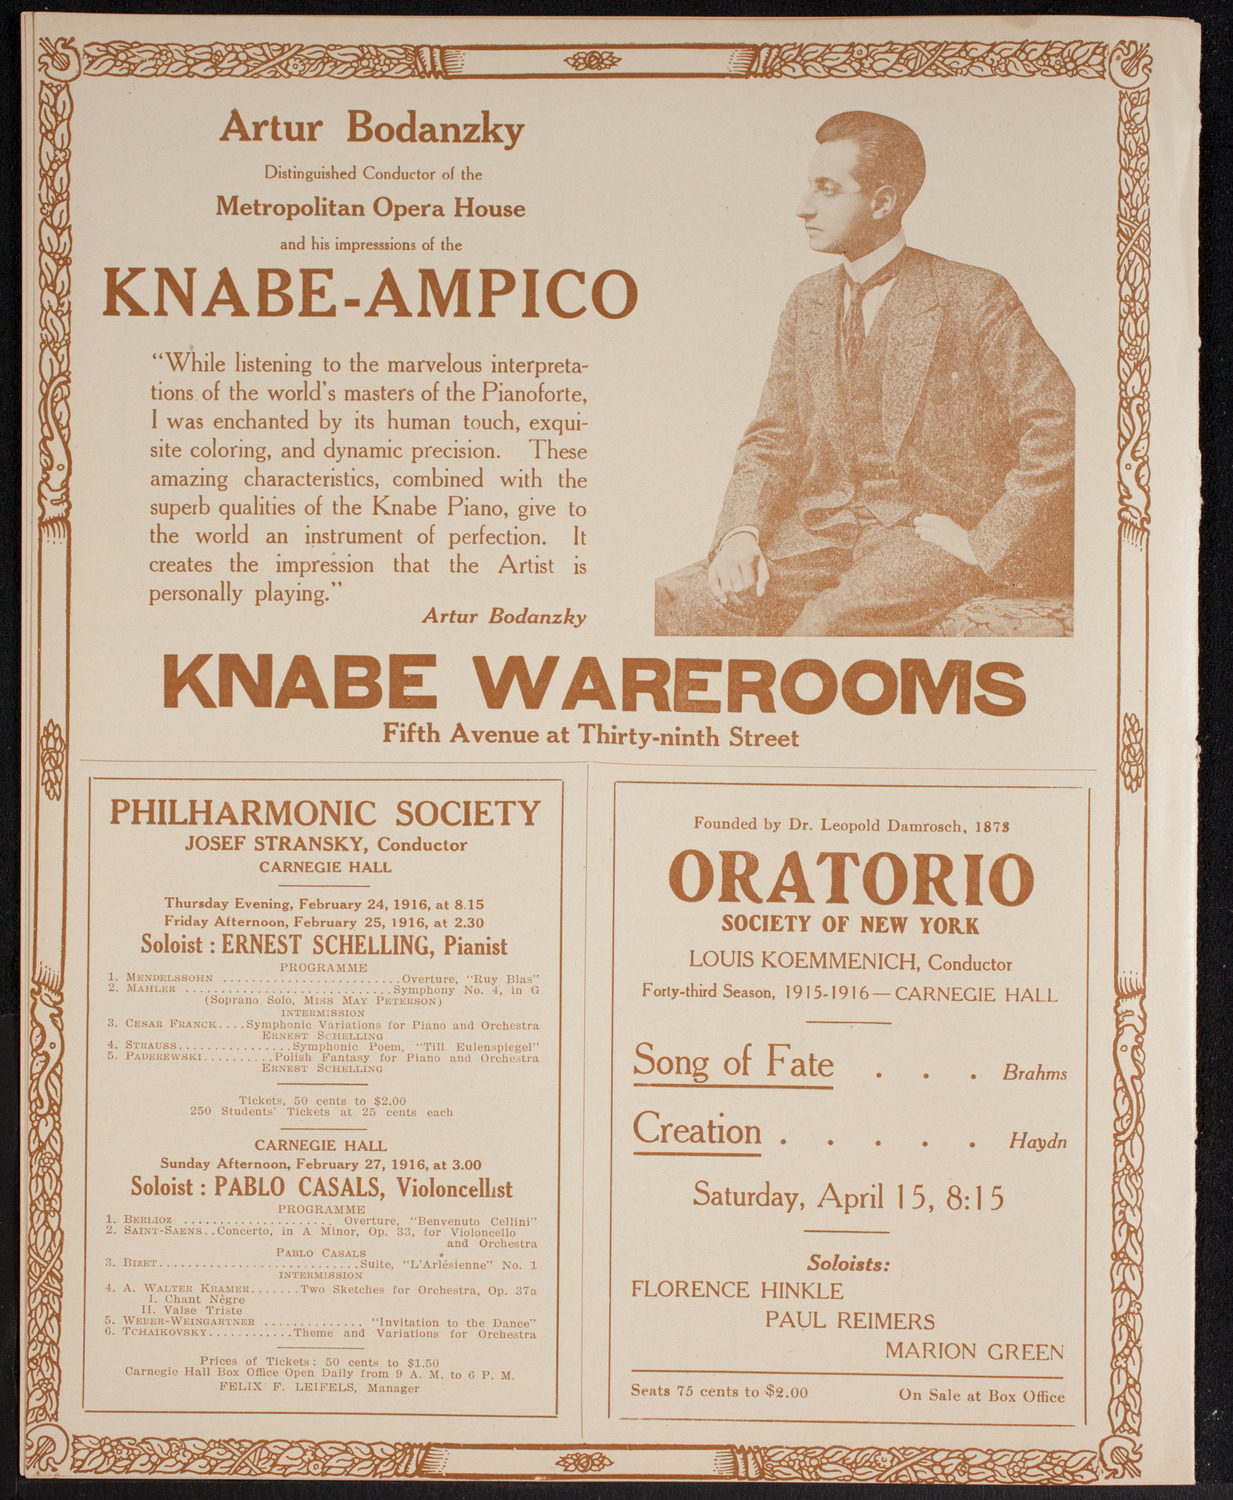 Artur Bodanzky
Distinguished Conductor of the
Metropolitan Opera House
and his impresssions of the
KNABE-AMPICO
“While listening to the marvelous interpreta-
tions of the world's masters of the Pianoforte,
I was enchanted by its human touch, exqui-
site coloring, and dynamic precision. These
amazing characteristics, combined with the
superb qualities of the Knabe Piano, give to
the world an instrument of perfection. It
creates the impression that the Artist is
personally playing.”
Artur Bodanzky
KNABE WAREROOMS
Fifth Avenue at Thirty-ninth Street
PHILHARMONIC SOCIETY
JOSEF STRANSKY, Conductor
CARNEGIE HALL
Thursday Evening, February 24, 1916, at 8.15
Friday Afternoon, February 25, 1916, at 2.30
Soloist : ERNEST SCHELLING, Pianist
PROGRAMME
1. MENDELSSOHN .........................Overture, “Ruy Blas”
2. MAHLER .............................Symphony No. 4, in G
(Soprano Solo, MISS MAY PETERSON)
INTERMISSION
3. CESAR FRANCK....Symphonic Variations for Piano and Orchestra
ERNEST SCHELLING
4. STRAUSS................Symphonic Poem, “Till Eulenspiegel”
5. PADEREWSKI..........Polish Fantasy for Piano and Orchestra
ERNEST SCHELLING
Tickets, 50 cents to $2.00
250 Students' Tickets at 25 cents each
CARNEGIE HALL
Sunday Afternoon, February 27, 1916, at 3.00
Soloist : PABLO CASALS, Violoncellist
PROGRAMME
1. BERLIOZ ..................... Overture, “Benvenuto Cellini”
2. SAINT-SAENS..Concerto, in A Minor, Op. 33, for Violoncello
and Orchestra
PABLO CASALS
3. BIZET............................Suite, “L'Arlésienne” No. 1
INTERMISSION
4. A. WALTER KRAMER.......Two Sketches for Orchestra, Op. 37a
I. Chant Nègre
II. Valse Triste
5. WEBER-WEINGARTNER .............. “Invitation to the Dance”
6. TCHAIKOVSKY............Theme and Variations for Orchestra
Prices of Tickets: 50 cents to $1.50
Carnegie Hall Box Office Open Daily from 9 A. M. to 6 P. M.
FELIX F. LEIFELS, Manager
Founded by Dr. Leopold Damrosch, 1873
ORATORIO
SOCIETY OF NEW YORK
LOUIS KOEMMENICH, Conductor
Forty-third Season, 1915-1916—CARNEGIE HALL
Song of Fate . . . Brahms
Creation . . . . . Haydn
Saturday, April 15, 8:15
Soloists:
FLORENCE HINKLE
PAUL REIMERS
MARION GREEN
Seats 75 cents to $2.00 On Sale at Box Office